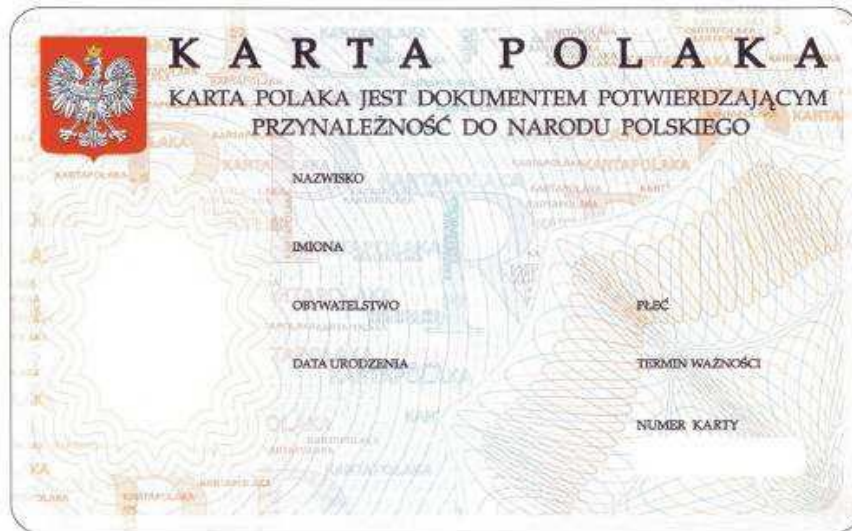 KARTA POLAKA
KARTA POLAKA JEST DOKUMENTEM POTWIERDZAJĄCYM
PRZYNALEŻNOŚĆ DO NARODU POLSKIEGO
NAZWISKO
IMIONA
OBYWATELSTWO
PŁEĆ
DATA URODZENIA
TERMIN WAŻNOŚCI
NUMER KARTY